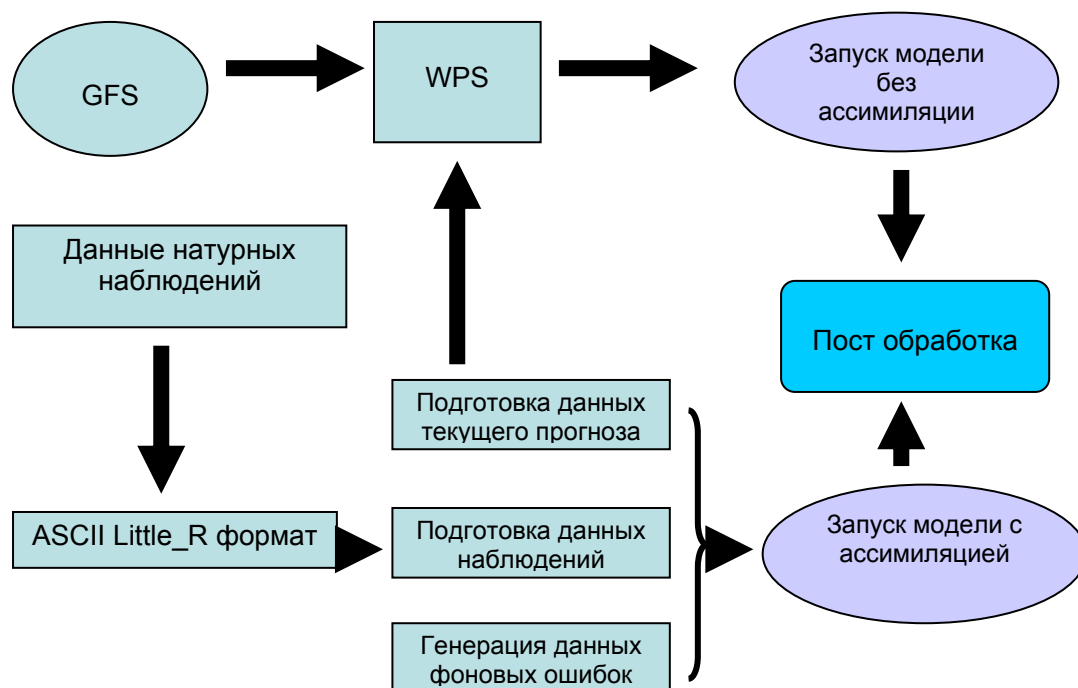 GFS
WPS
Запуск модели
без
ассимиляции
Данные натурных
наблюдений
Пост обработка
Подготовка данных
текущего прогноза
ASCII Little_R формат
Подготовка данных
наблюдений
Запуск модели с
ассимиляцией
Генерация данных
фоновых ошибок